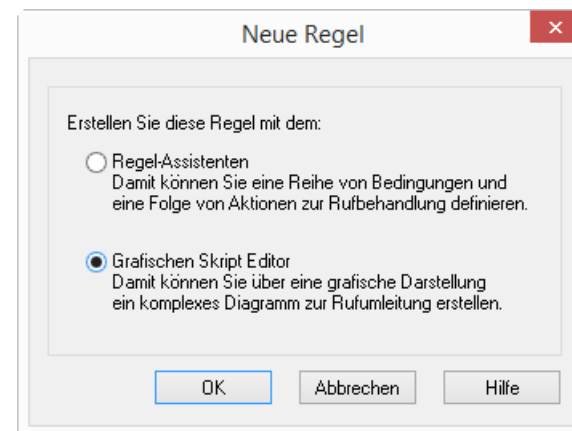 Neue Regel
Erstellen Sie diese Regel mit dem:
Regel-Assistenten
Damit können Sie eine Reihe von Bedingungen und
eine Folge von Aktionen zur Rufbehandlung definieren.
Grafischen Skript Editor
Damit können Sie über eine grafische Darstellung
ein komplexes Diagramm zur Rufumleitung erstellen.
OK Abbrechen Hilfe